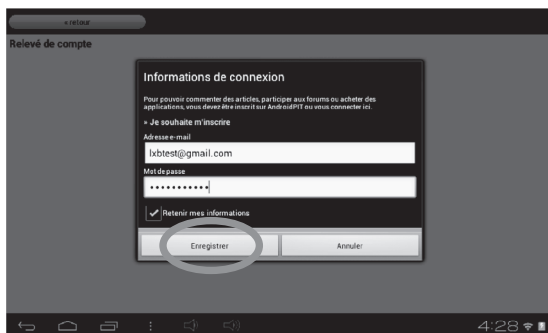 « retour
Relevé de compte
Informations de connexion
Pour pouvoir commenter des articles, participer aux forums ou acheter des
applications, vous devez être inscrit sur AndroidPIT ou vous connecter ici.
» Je souhaite m'inscrire
Adresse e-mail
lxbtest@gmail.com
Mot de passe
•••••••••••
Retenir mes informations
Enregistrer
Annuler
4:28